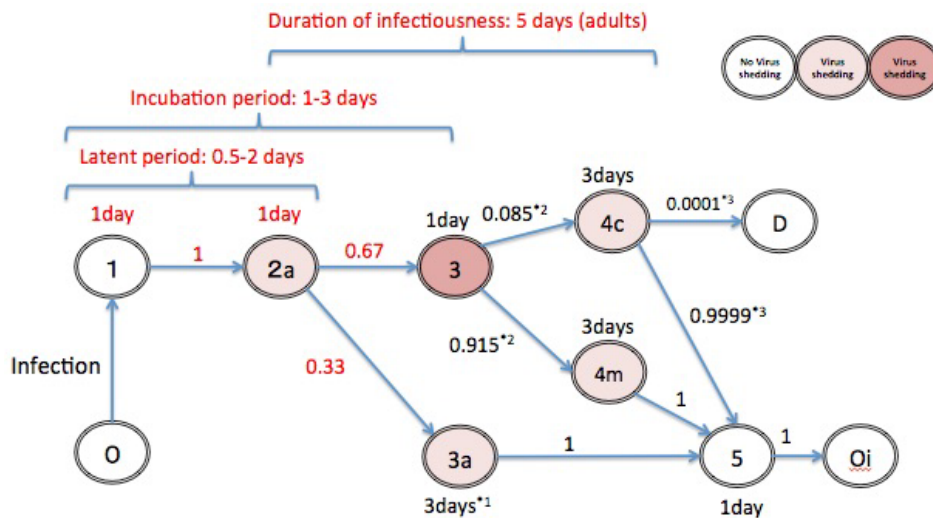 Duration of infectiousness: 5 days (adults)
No Virus
shedding
Virus
shedding
Virus
shedding
Incubation period: 1-3 days
Latent period: 0.5-2 days
1day
1day
1day
3days
0.085*2
0.0001*3
4c
D
1
1
2a
0.67
3
0.9999*3
3days
0.915*2
Infection
0.33
4m
1
0
3a
1
5
1
Oi
3days*1
1day